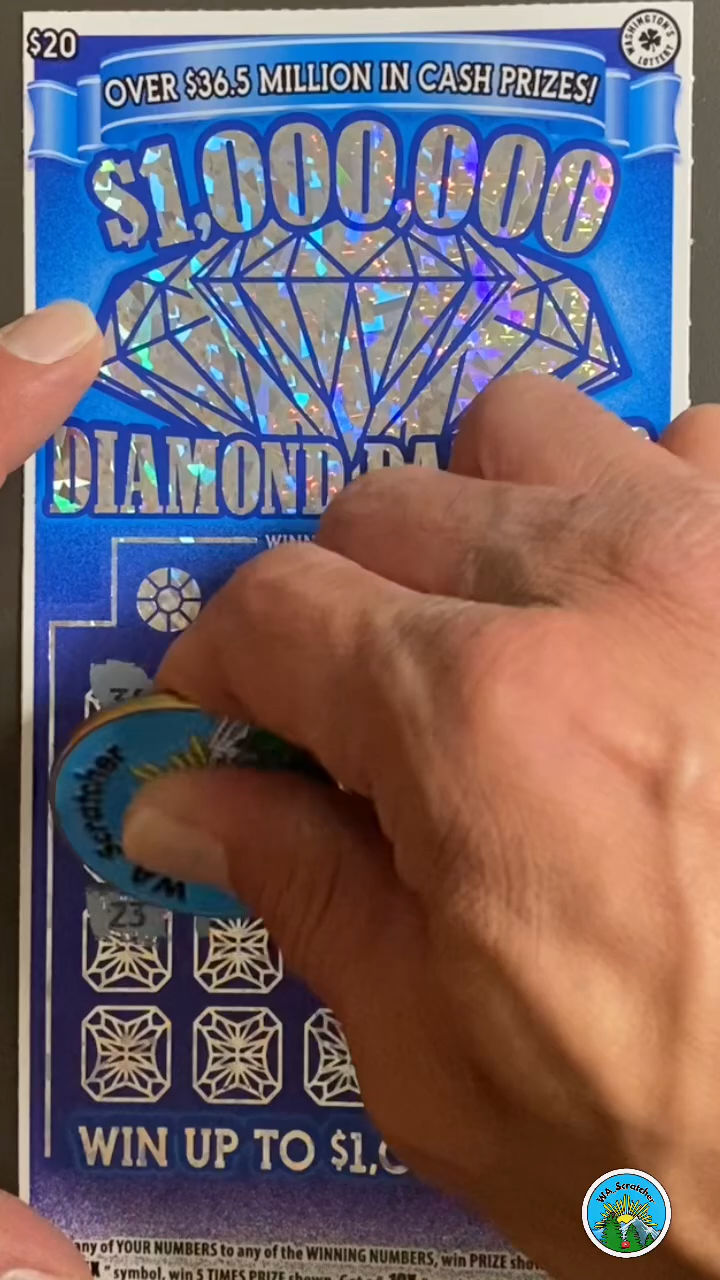 $20
WASHINGTON'S LOTTERY
OVER $36.5 MILLION IN CASH PRIZES!
$1,000,000
DIAMOND
WA Scratcher
23
WIN UP TO $1,
ny of YOUR NUMBERS to any of the WINNING NUMBERS, win PRIZE
symbol, win 5 TIMES PRIZE shown.
WA Scratcher